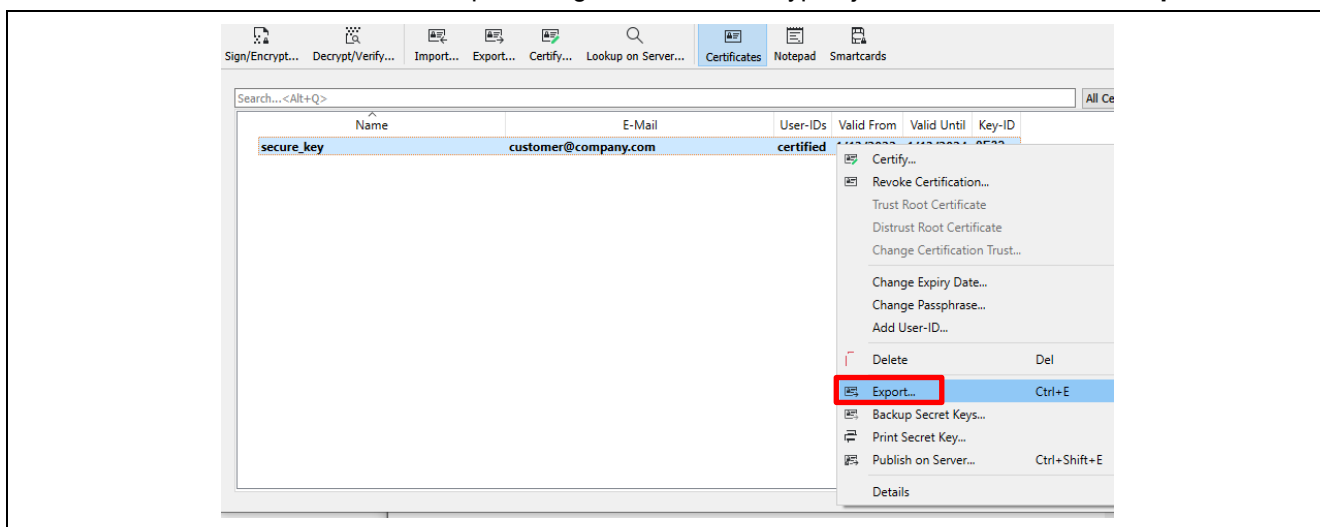 Sign/Encrypt... Decrypt/Verify... Import... Export... Certify... Lookup on Server... Certificates Notepad Smartcards
Search...<Alt+Q>
All Ce
Name E-Mail User-IDs Valid From Valid Until Key-ID
secure_key customer@company.com certified
Certify...
Revoke Certification...
Trust Root Certificate
Distrust Root Certificate
Change Certification Trust...
Change Expiry Date...
Change Passphrase...
Add User-ID...
Delete Del
Export... Ctrl+E
Backup Secret Keys...
Print Secret Key...
Publish on Server... Ctrl+Shift+E
Details